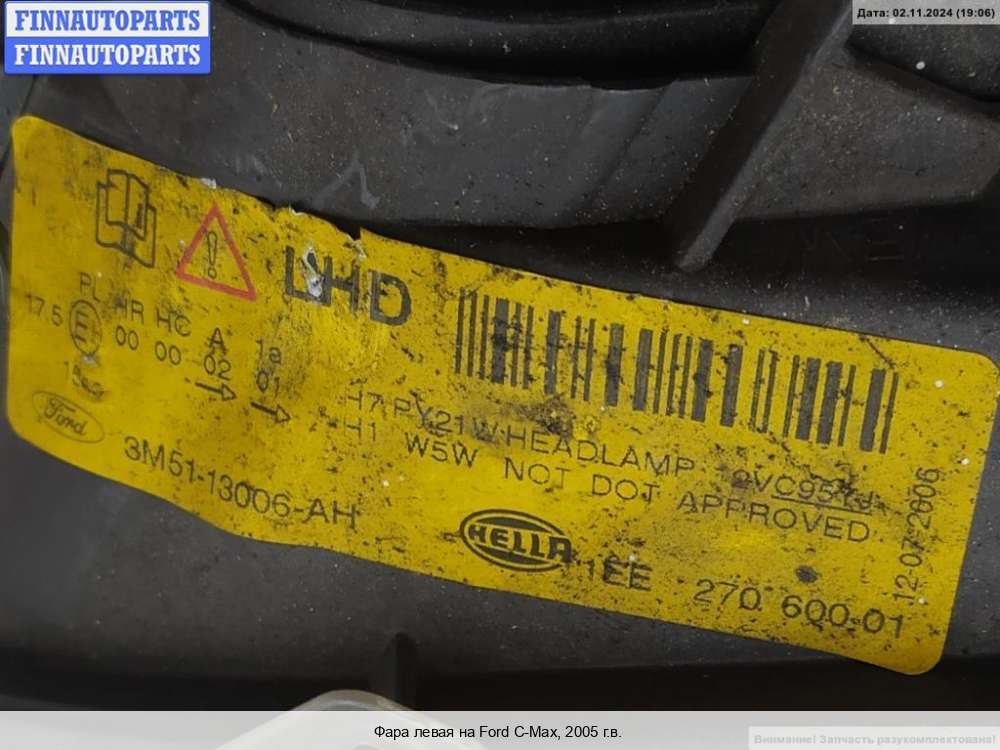 FINNAUTOPARTS
FINNAUTOPARTS
Дата: 02.11.2024 (19:06)
LHD
PL HR HC A 1a
17.5 E1 00 00 02 01
Ford
3M51-13006-AH
H7 PY21W HEADLAMP
H1 W5W NOT DOT APPROVED
HELLA
1EE 270 600-01
12-07-2006
Фара левая на Ford C-Max, 2005 г.в.
Внимание! Запчасть разукомплектована!